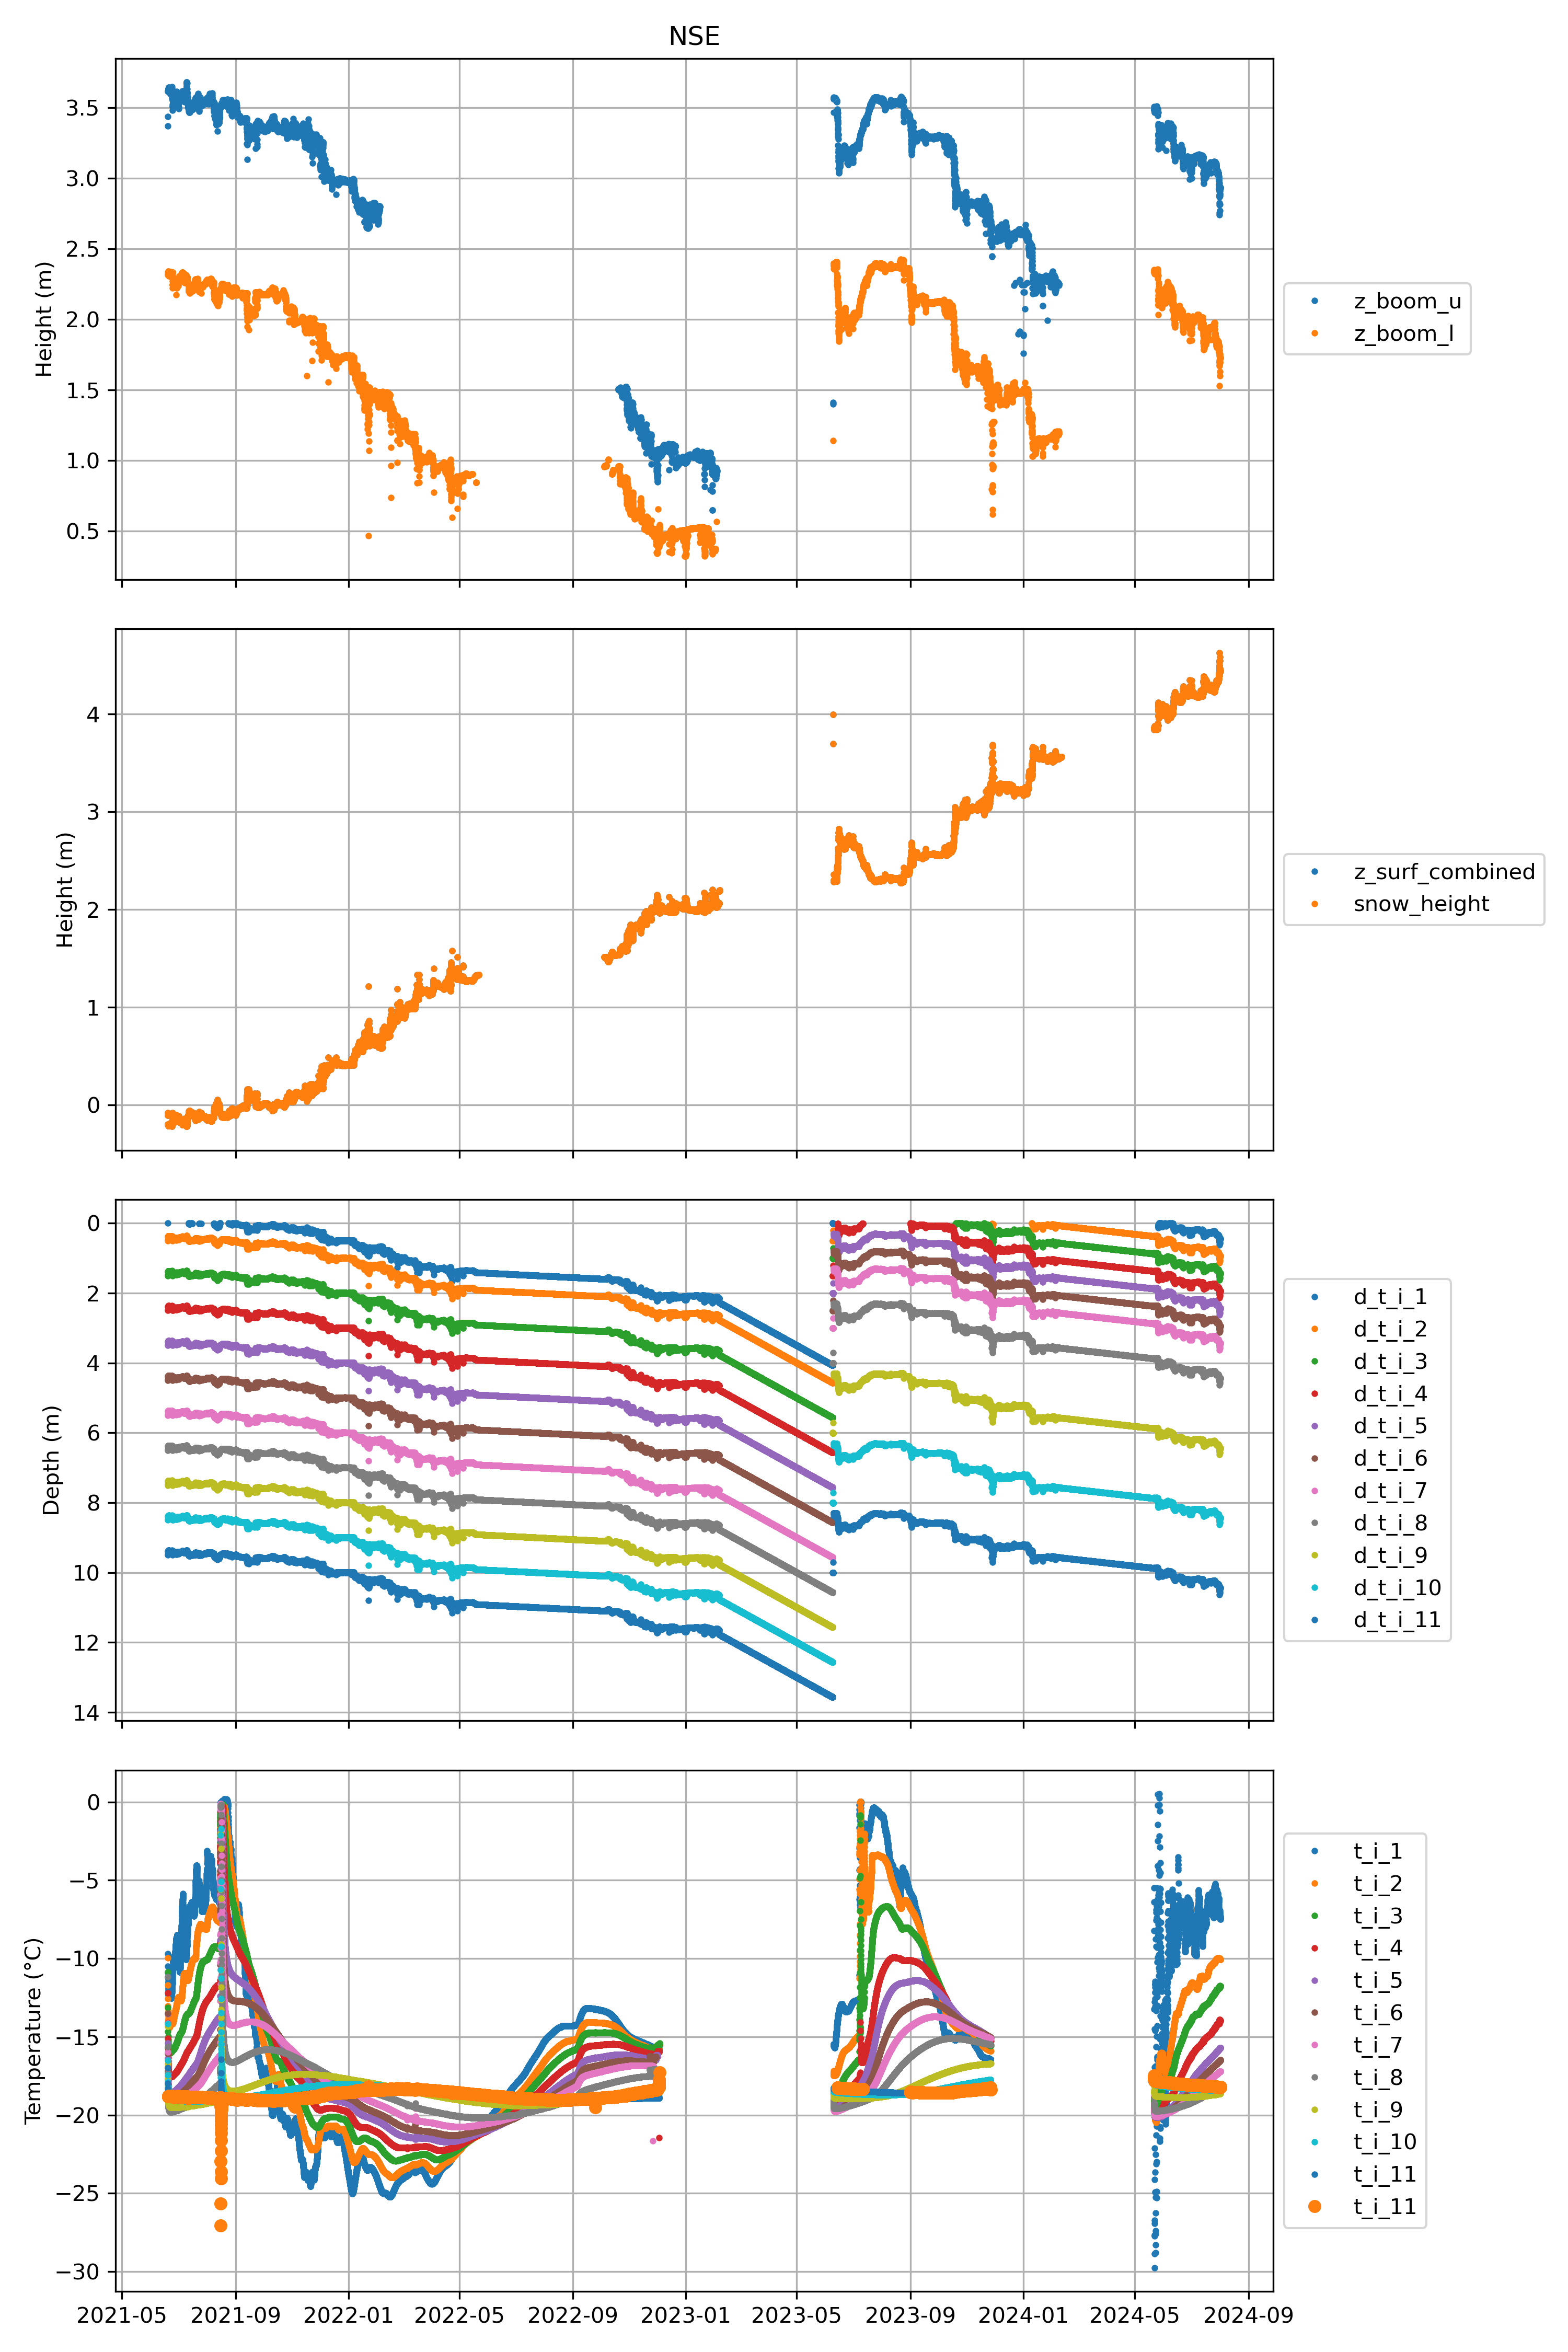 NSE
Height (m)
3.5
3.0
2.5
2.0
1.5
1.0
0.5
z_boom_u
z_boom_l
Height (m)
4
3
2
1
0
z_surf_combined
snow_height
Depth (m)
0
2
4
6
8
10
12
14
d_t_i_1
d_t_i_2
d_t_i_3
d_t_i_4
d_t_i_5
d_t_i_6
d_t_i_7
d_t_i_8
d_t_i_9
d_t_i_10
d_t_i_11
Temperature (°C)
0
−5
−10
−15
−20
−25
−30
t_i_1
t_i_2
t_i_3
t_i_4
t_i_5
t_i_6
t_i_7
t_i_8
t_i_9
t_i_10
t_i_11
t_i_11
2021-05 2021-09 2022-01 2022-05 2022-09 2023-01 2023-05 2023-09 2024-01 2024-05 2024-09